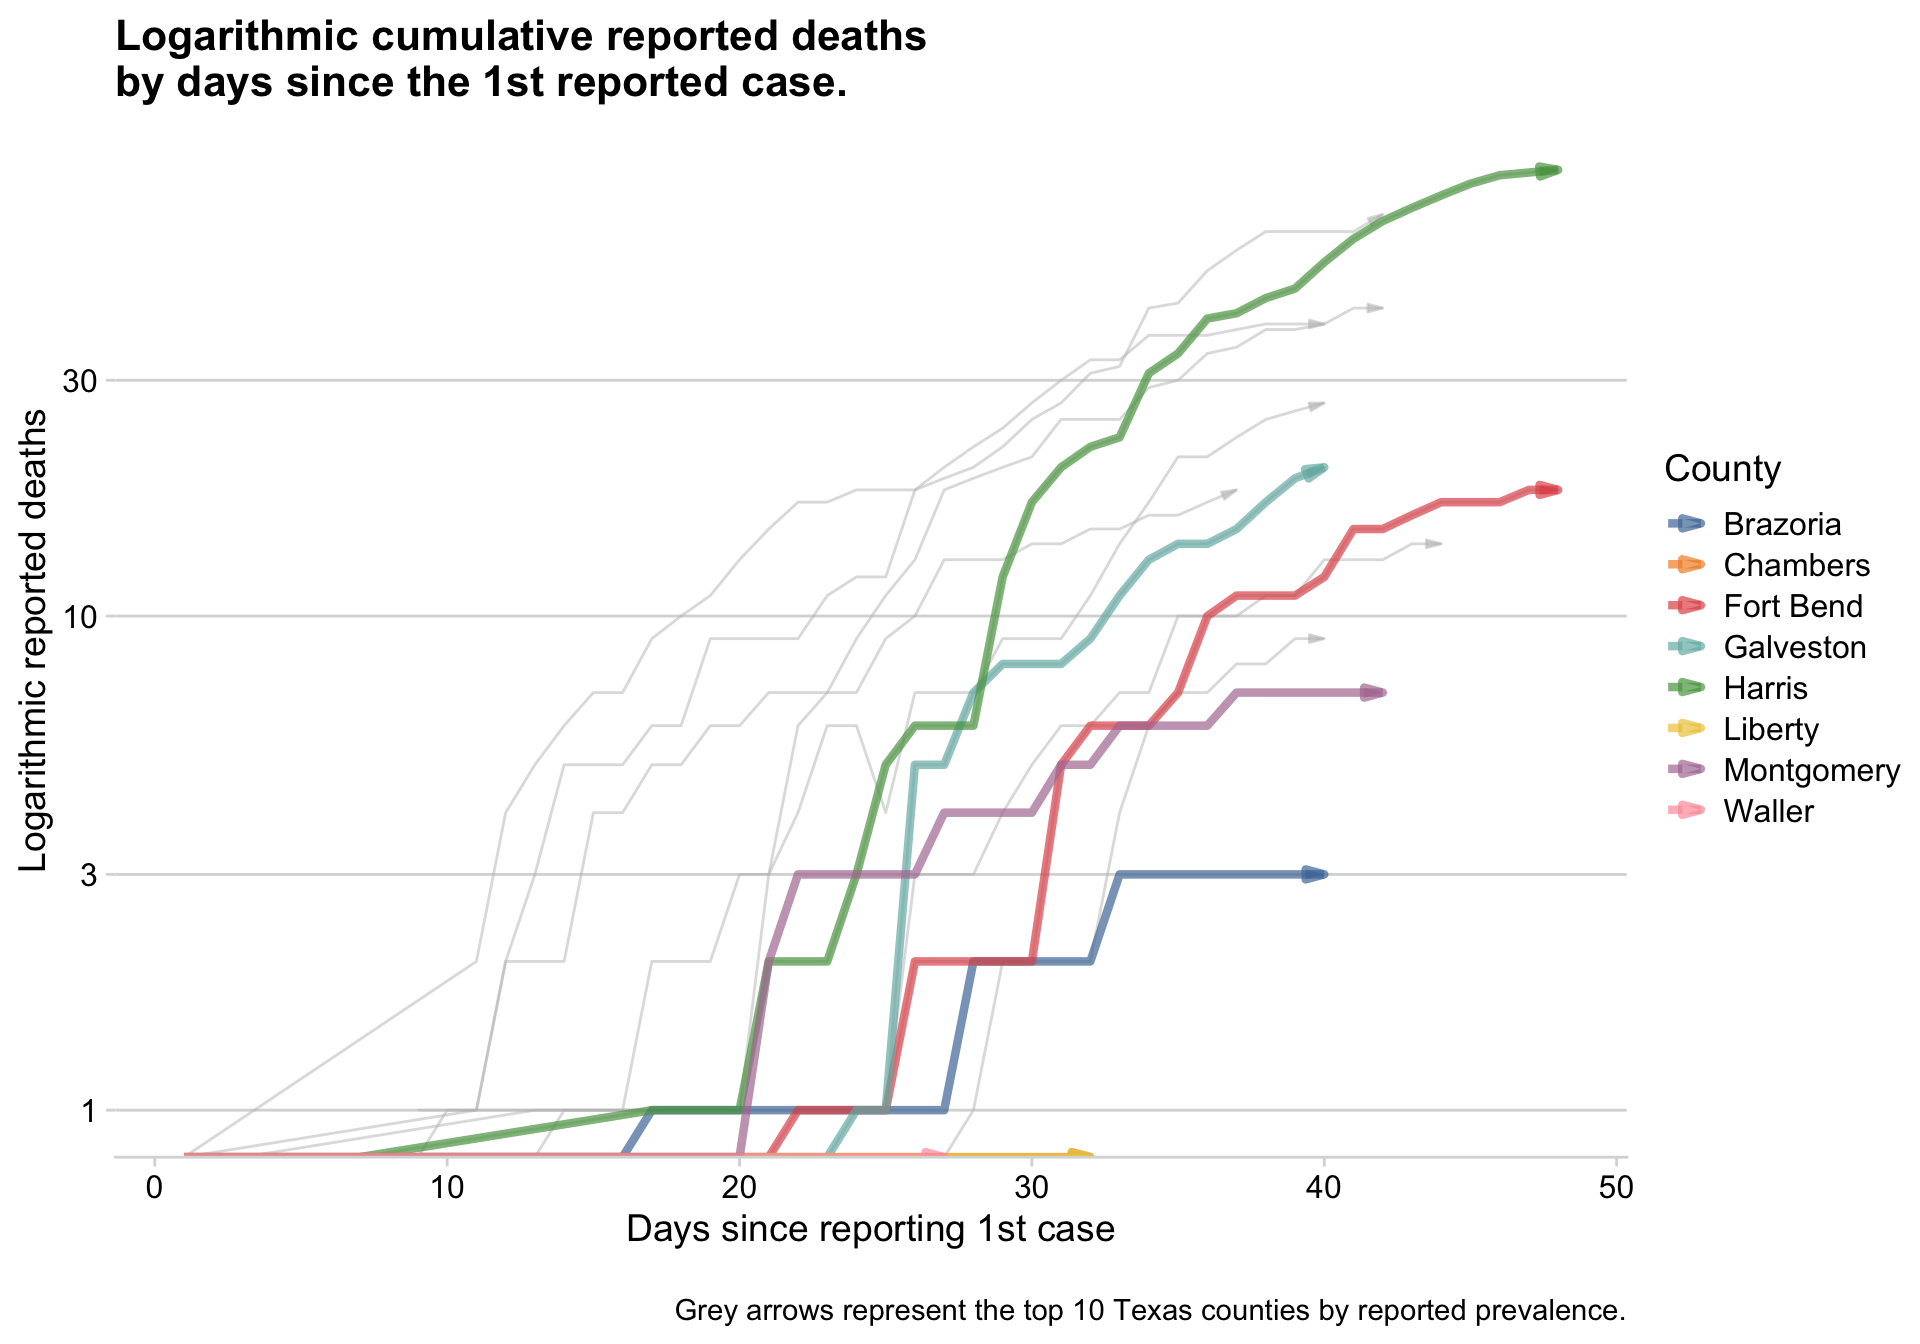 Logarithmic cumulative reported deaths
by days since the 1st reported case.
Logarithmic reported deaths
30
10
3
1
0
10
20
30
40
50
Days since reporting 1st case
County
Brazoria
Chambers
Fort Bend
Galveston
Harris
Liberty
Montgomery
Waller
Grey arrows represent the top 10 Texas counties by reported prevalence.